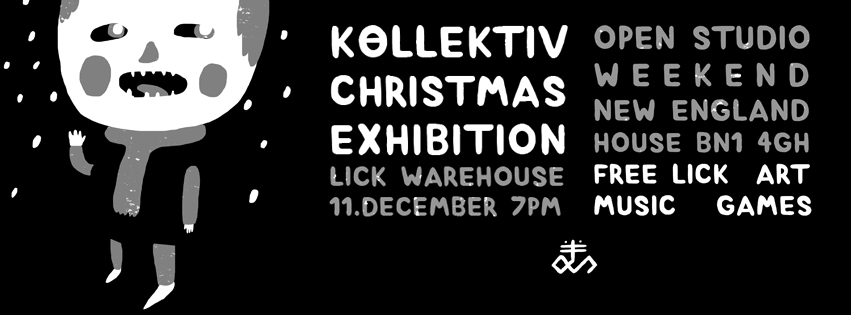 KΘLLEKTIV
CHRISTMAS
EXHIBITION
LICK WAREHOUSE
11.DECEMBER 7PM
OPEN STUDIO
WEEKEND
NEW ENGLAND
HOUSE BN1 4GH
FREE LICK ART
MUSIC GAMES